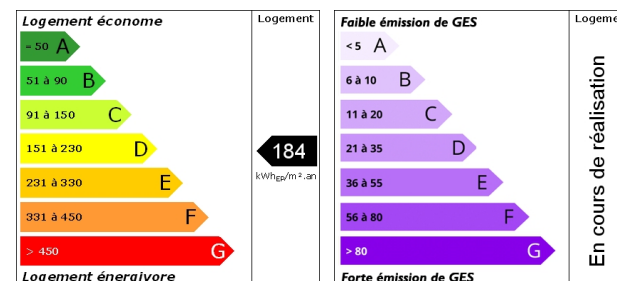 Logement économe
Logement
= 50 A
51 à 90 B
91 à 150 C
151 à 230 D
231 à 330 E
331 à 450 F
> 450 G
184
kWhEP/m².an
Logement énergivore
Faible émission de GES
Logeme
< 5 A
6 à 10 B
11 à 20 C
21 à 35 D
36 à 55 E
56 à 80 F
> 80 G
En cours de réalisation
Forte émission de GES